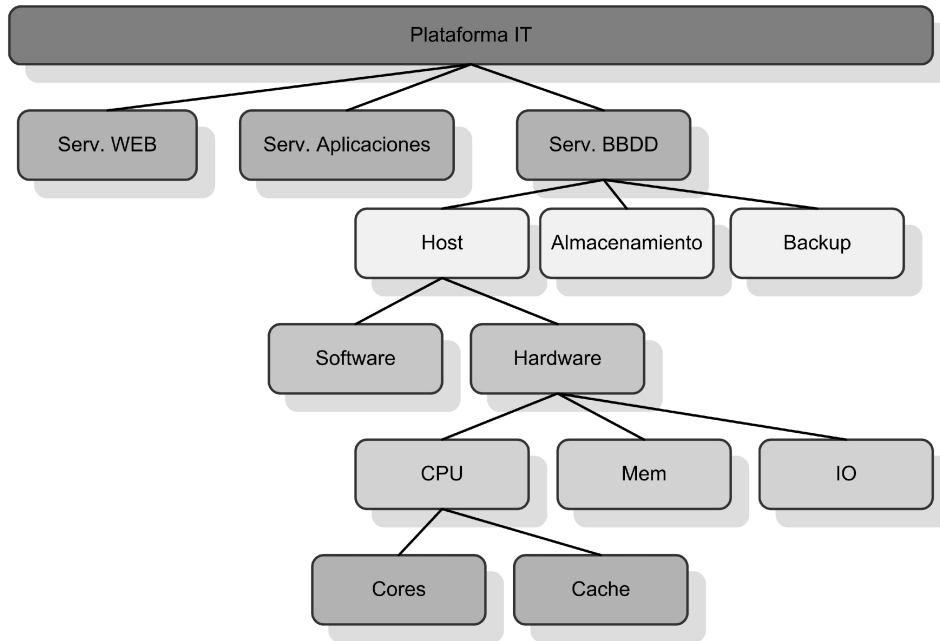 Plataforma IT
Serv. WEB
Serv. Aplicaciones
Serv. BBDD
Host
Almacenamiento
Backup
Software
Hardware
CPU
Mem
IO
Cores
Cache